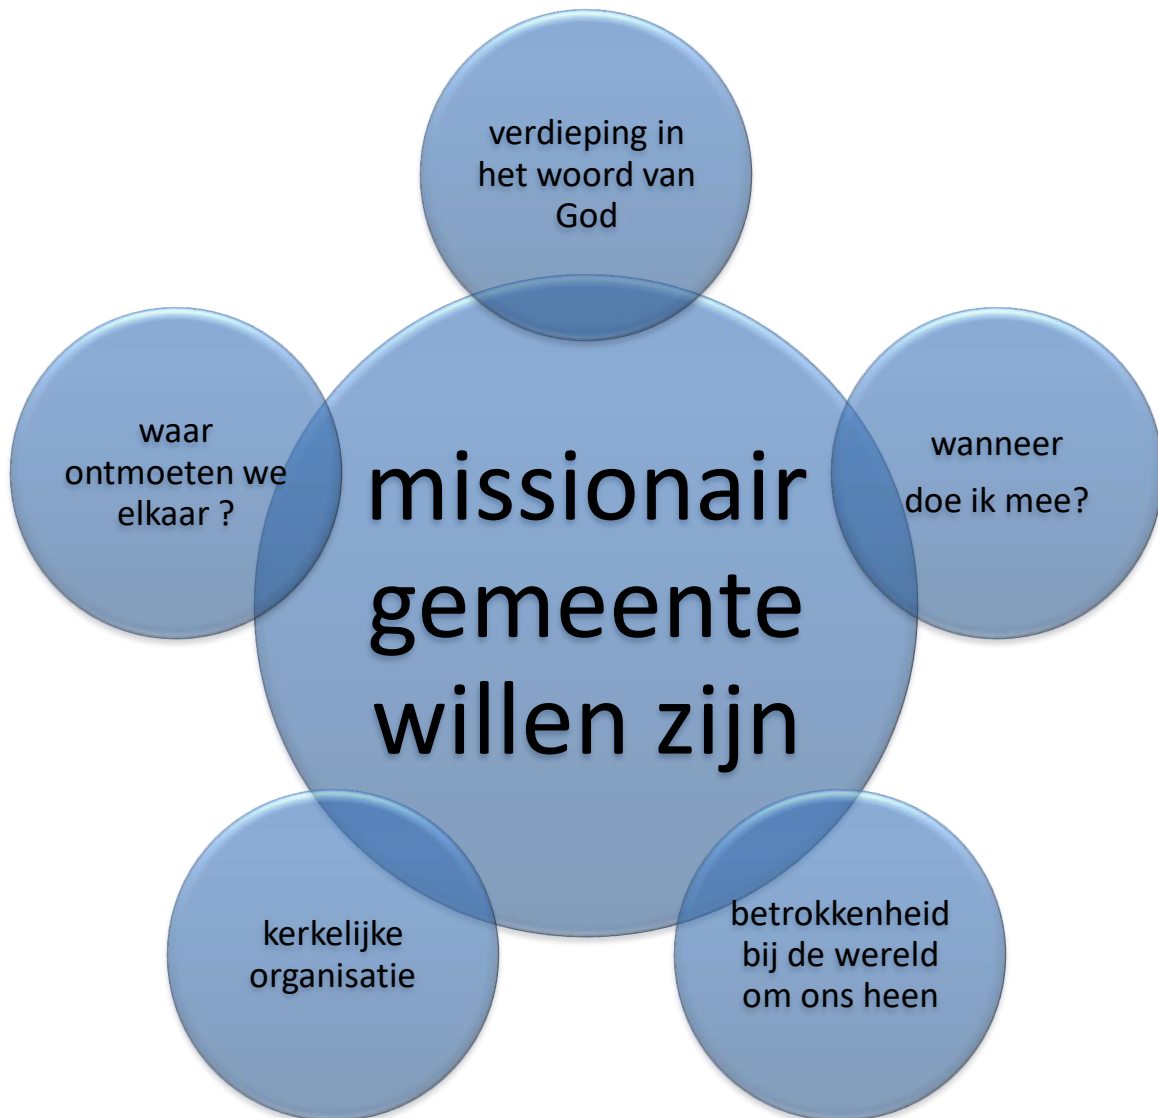 verdieping in
het woord van
God
wanneer
doe ik mee?
betrokkenheid
bij de wereld
om ons heen
kerkelijke
organisatie
waar
ontmoeten we
elkaar ?
missionair
gemeente
willen zijn